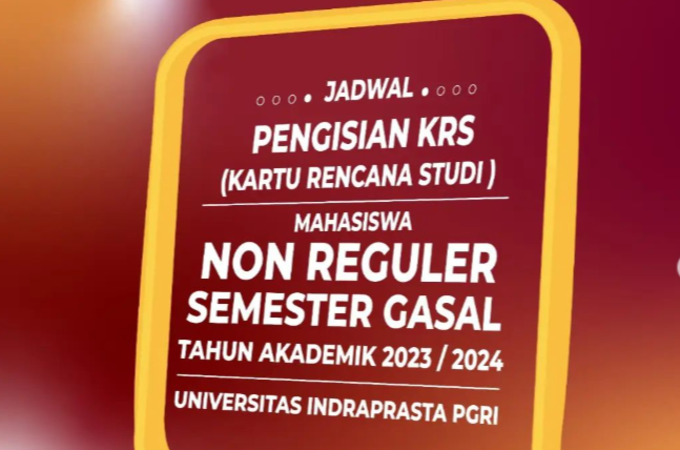 JADWAL
PENGISIAN KRS
(KARTU RENCANA STUDI )
MAHASISWA
NON REGULER
SEMESTER GASAL
TAHUN AKADEMIK 2023 / 2024
UNIVERSITAS INDRAPRASTA PGRI